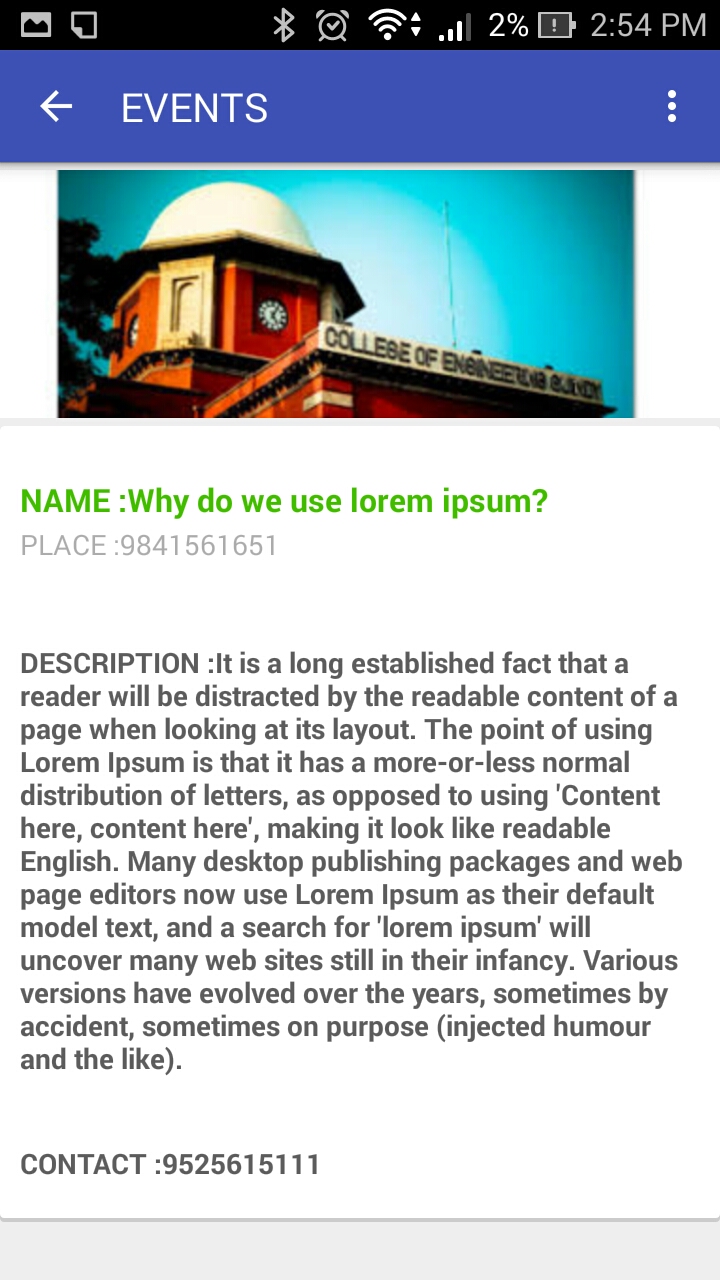 2% 2:54 PM
EVENTS
COLLEGE OF ENGINEERING GUINDY
NAME :Why do we use lorem ipsum?
PLACE :9841561651
DESCRIPTION :It is a long established fact that a
reader will be distracted by the readable content of a
page when looking at its layout. The point of using
Lorem Ipsum is that it has a more-or-less normal
distribution of letters, as opposed to using 'Content
here, content here', making it look like readable
English. Many desktop publishing packages and web
page editors now use Lorem Ipsum as their default
model text, and a search for 'lorem ipsum' will
uncover many web sites still in their infancy. Various
versions have evolved over the years, sometimes by
accident, sometimes on purpose (injected humour
and the like).
CONTACT :9525615111